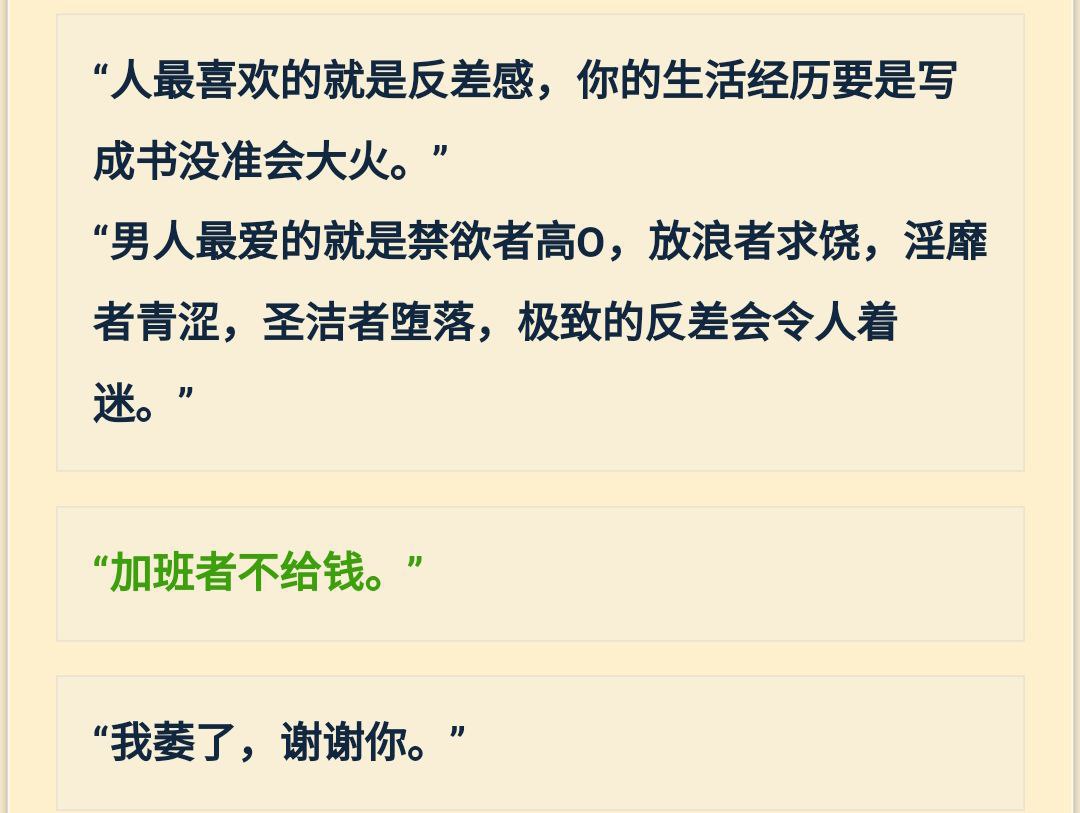 “人最喜欢的就是反差感，你的生活经历要是写
成书没准会大火。”
“男人最爱的就是禁欲者高O，放浪者求饶，淫靡
者青涩，圣洁者堕落，极致的反差会令人着
迷。”
“加班者不给钱。”
“我萎了，谢谢你。”